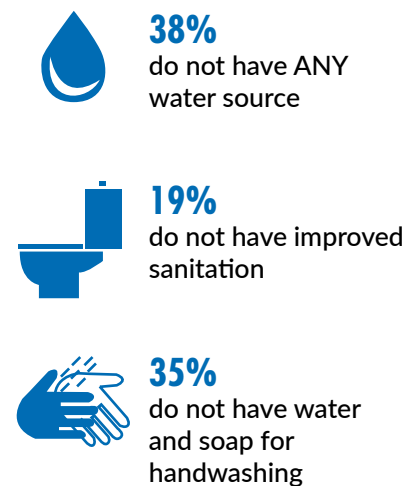 38%
do not have ANY
water source
19%
do not have improved
sanitation
35%
do not have water
and soap for
handwashing